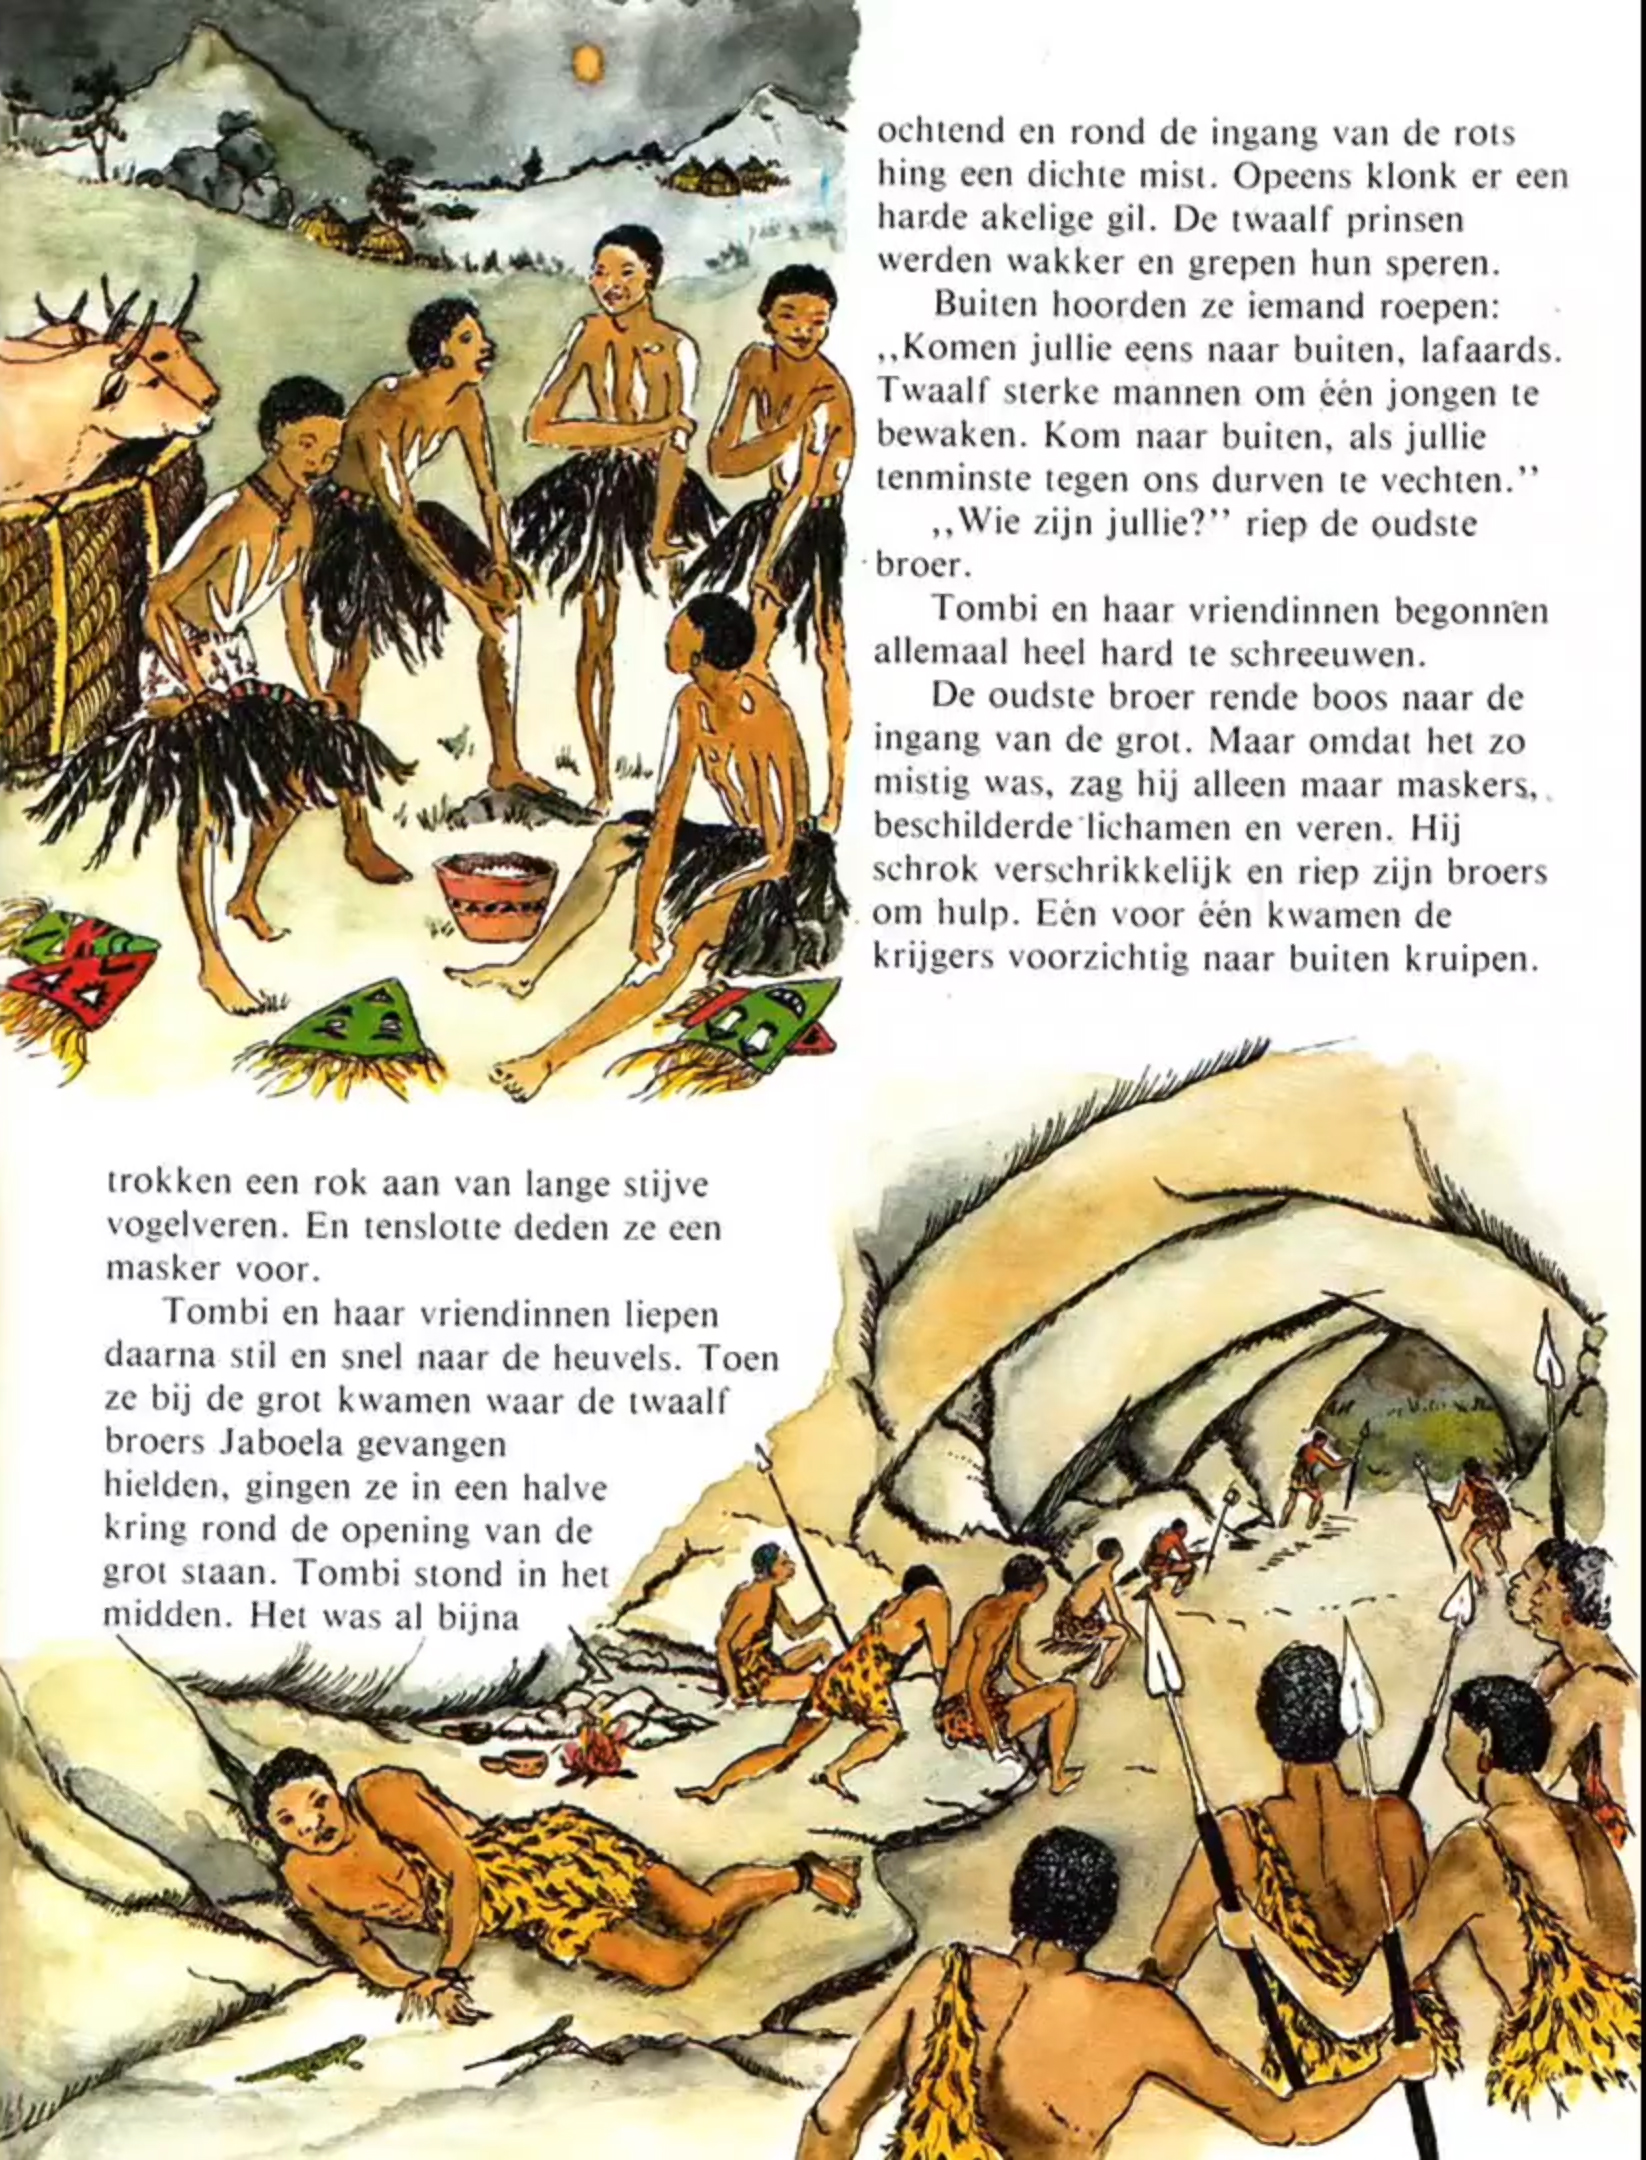 trokken een rok aan van lange stijve
vogelveren. En tenslotte deden ze een
masker voor.
Tombi en haar vriendinnen liepen
daarna stil en snel naar de heuvels. Toen
ze bij de grot kwamen waar de twaalf
broers Jaboela gevangen
hielden, gingen ze in een halve
kring rond de opening van de
grot staan. Tombi stond in het
midden. Het was al bijna
ochtend en rond de ingang van de rots
hing een dichte mist. Opeens klonk er een
harde akelige gil. De twaalf prinsen
werden wakker en grepen hun speren.
Buiten hoorden ze iemand roepen:
,,Komen jullie eens naar buiten, lafaards.
Twaalf sterke mannen om één jongen te
bewaken. Kom naar buiten, als jullie
tenminste tegen ons durven te vechten.”
,,Wie zijn jullie?” riep de oudste
broer.
Tombi en haar vriendinnen begonnen
allemaal heel hard te schreeuwen.
De oudste broer rende boos naar de
ingang van de grot. Maar omdat het zo
mistig was, zag hij alleen maar maskers,
beschilderde lichamen en veren. Hij
schrok verschrikkelijk en riep zijn broers
om hulp. Eén voor één kwamen de
krijgers voorzichtig naar buiten kruipen.